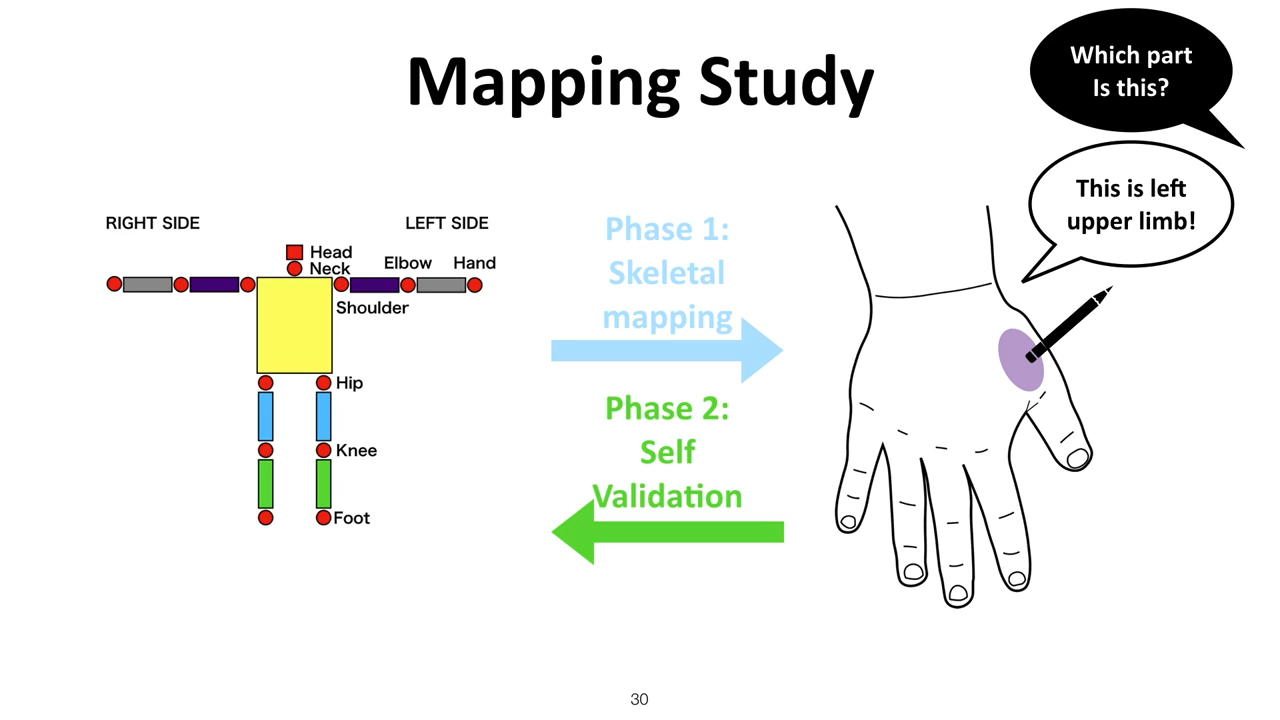 Mapping Study
Which part
Is this?
This is left
upper limb!
RIGHT SIDE
LEFT SIDE
Head
Neck
Elbow
Hand
Shoulder
Hip
Knee
Foot
Phase 1:
Skeletal
mapping
Phase 2:
Self
Validation
30